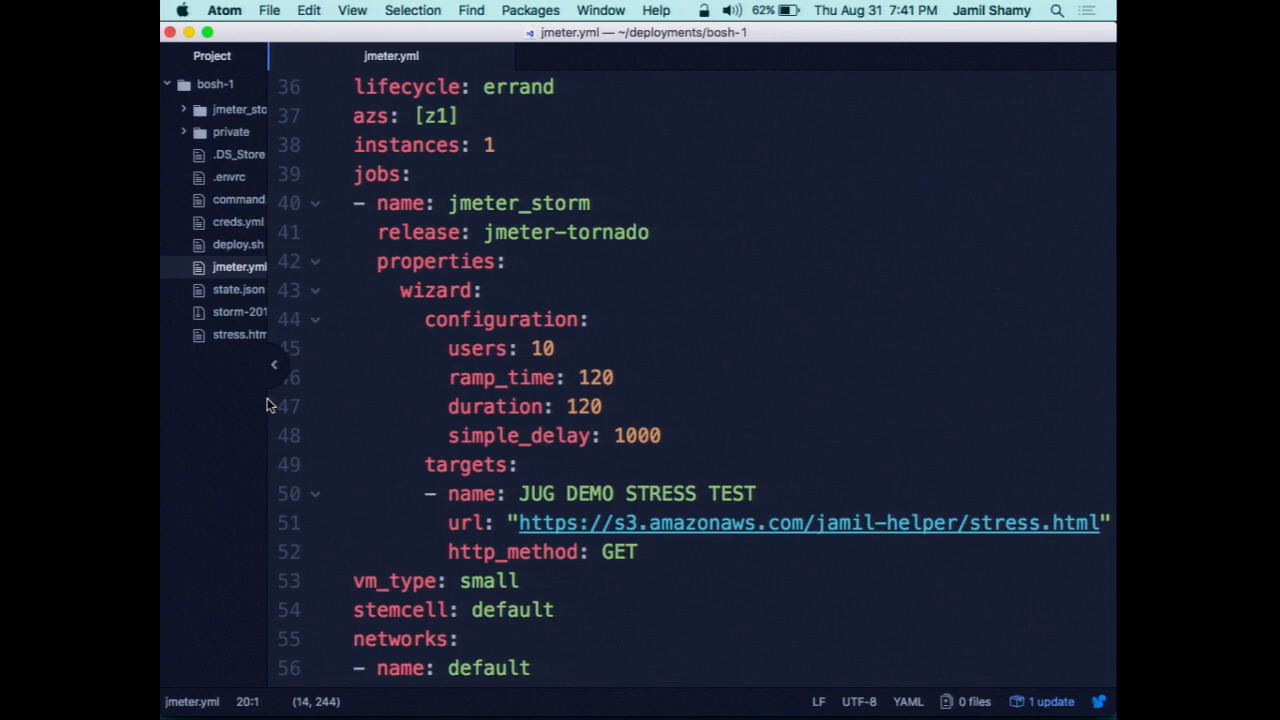 Atom File Edit View Selection Find Packages Window Help 62% Thu Aug 31 7:41 PM Jamil Shamy
jmeter.yml — ~/deployments/bosh-1
Project
jmeter.yml
bosh-1
jmeter_sto
private
.DS_Store
.envrc
command.
creds.yml
deploy.sh
jmeter.yml
state.json
storm-201
stress.htm
36 lifecycle: errand
37 azs: [z1]
38 instances: 1
39 jobs:
40 - name: jmeter_storm
41 release: jmeter-tornado
42 properties:
43 wizard:
44 configuration:
45 users: 10
46 ramp_time: 120
47 duration: 120
48 simple_delay: 1000
49 targets:
50 - name: JUG DEMO STRESS TEST
51 url: "https://s3.amazonaws.com/jamil-helper/stress.html"
52 http_method: GET
53 vm_type: small
54 stemcell: default
55 networks:
56 - name: default
jmeter.yml 20:1 (14, 244) LF UTF-8 YAML 0 files 1 update